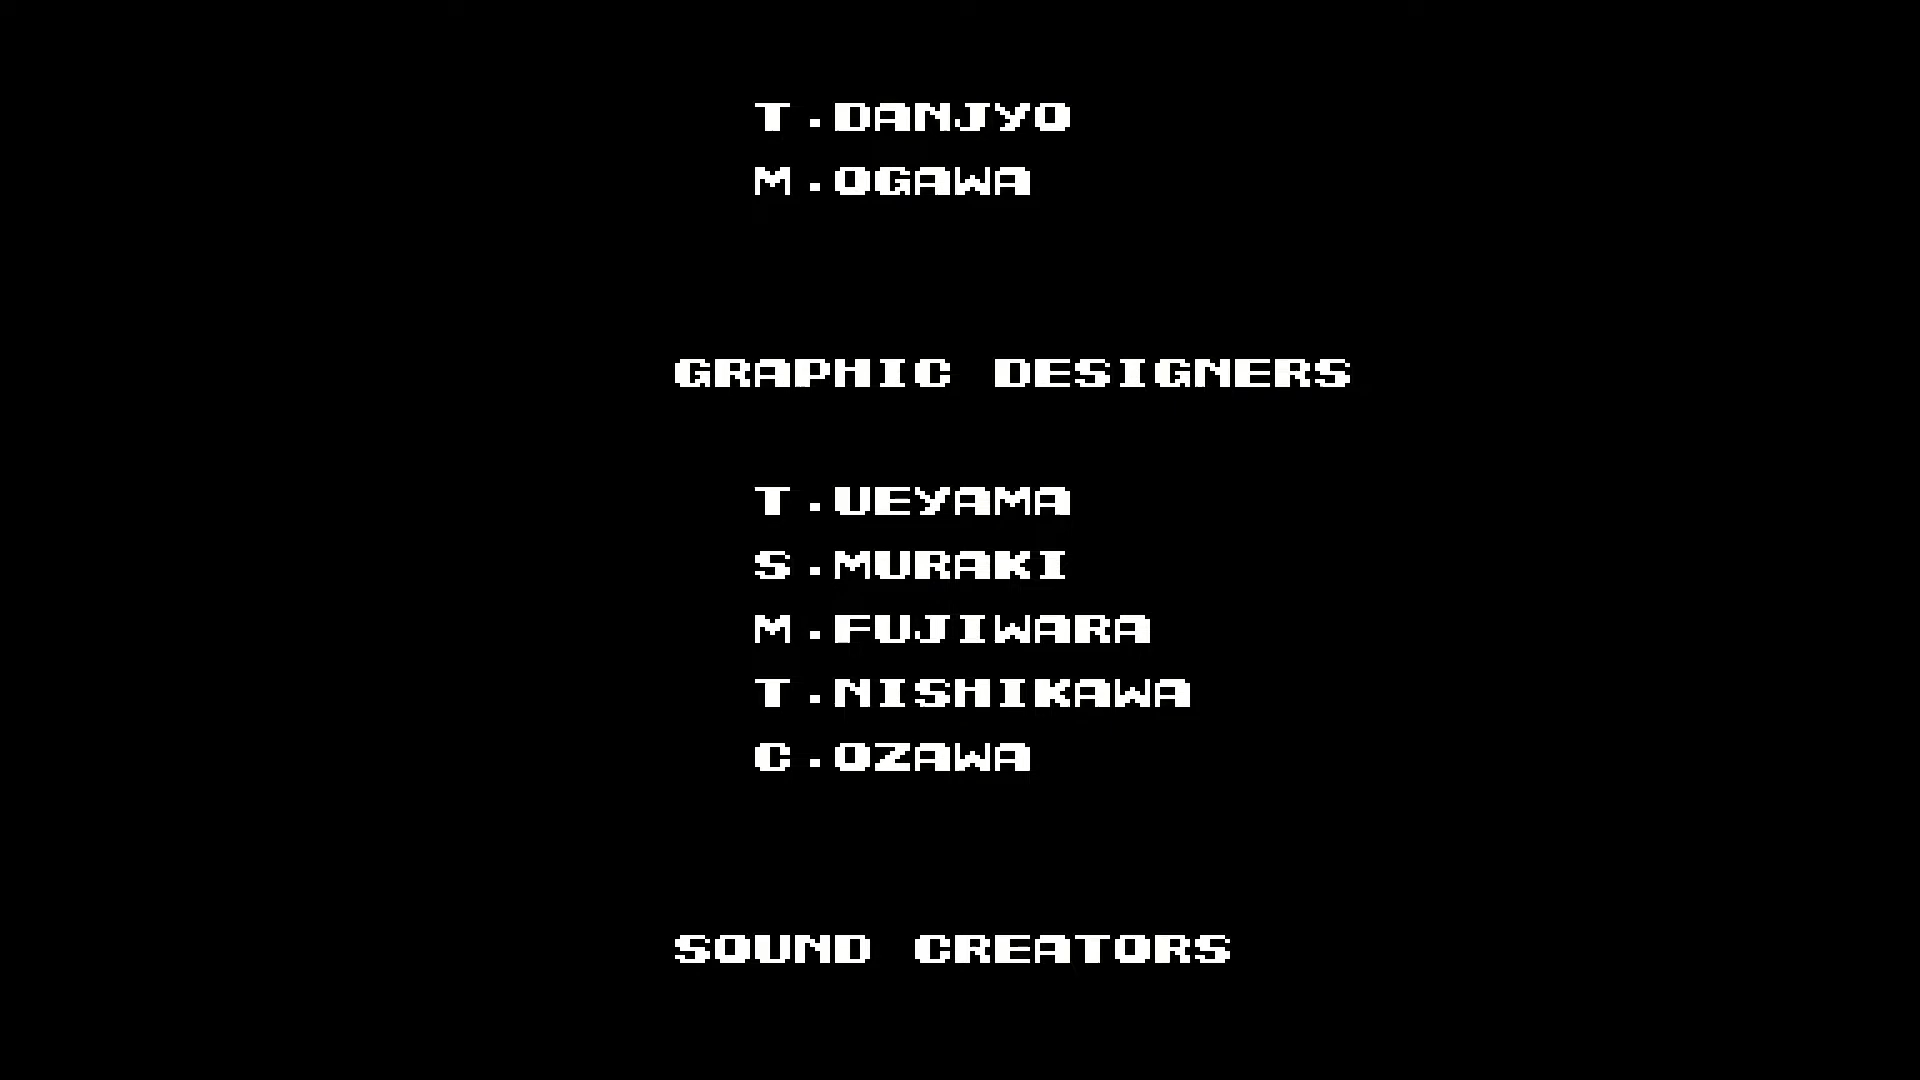 T.DANJYO
M.OGAWA
GRAPHIC DESIGNERS
T.UEYAMA
S.MURAKI
M.FUJIWARA
T.NISHIKAWA
C.OZAWA
SOUND CREATORS